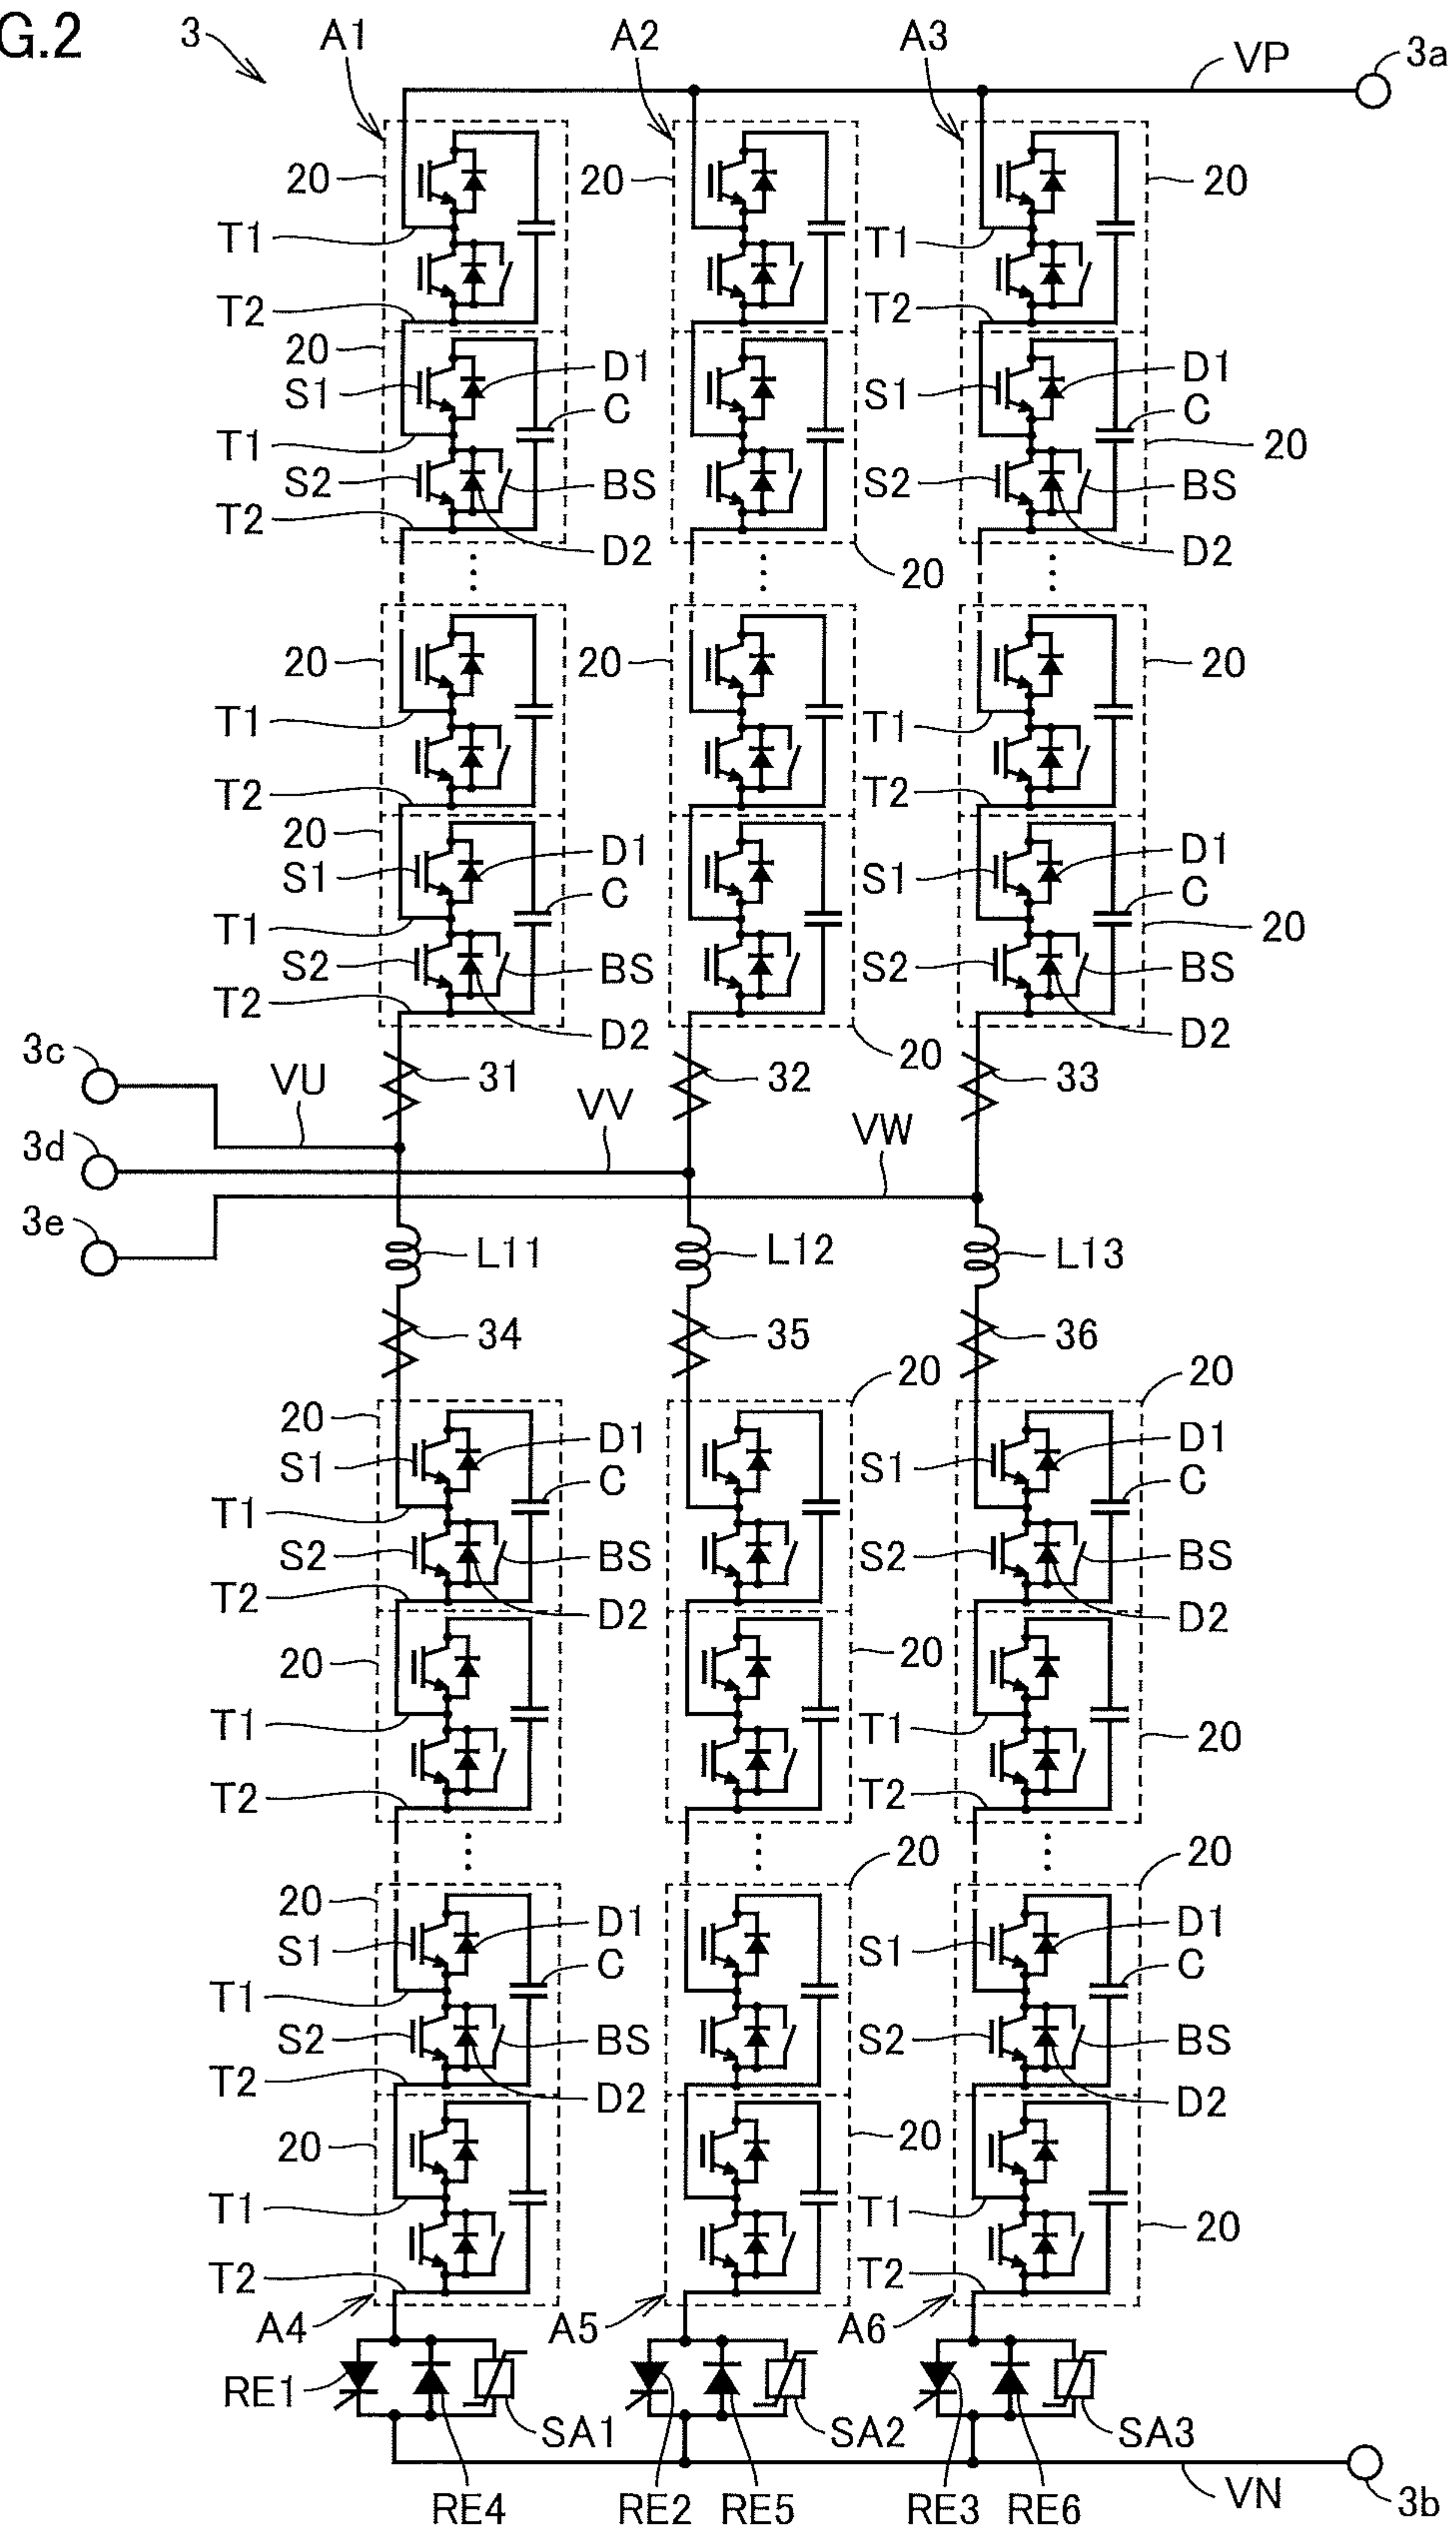 G.2
3 A1 A2 A3 VP 3a
20 20 20
T1 T1
T2 T2
20
S1 D1 S1 D1
C C
T1 20
S2 BS S2 BS
T2
D2 20 D2
20 20 20
T1 T1
T2 T2
20
S1 D1 S1 D1
C C
T1 20
S2 BS S2 BS
T2
D2 20 D2
3c VU 31 VV 32 VW 33
3d
3e
L11 L12 L13
34 35 36
20 20 20
S1 D1 S1 D1
C C
T1
S2 BS S2 BS
T2
D2 D2
20 20
T1 T1 20
T2 T2
20 20 20
S1 D1 S1 D1
C C
T1
S2 BS S2 BS
T2
D2 D2
20 20
T1 T1 20
T2 T2
A4 A5 A6
RE1
SA1 SA2 SA3
RE4 RE2 RE5 RE3 RE6 VN 3b